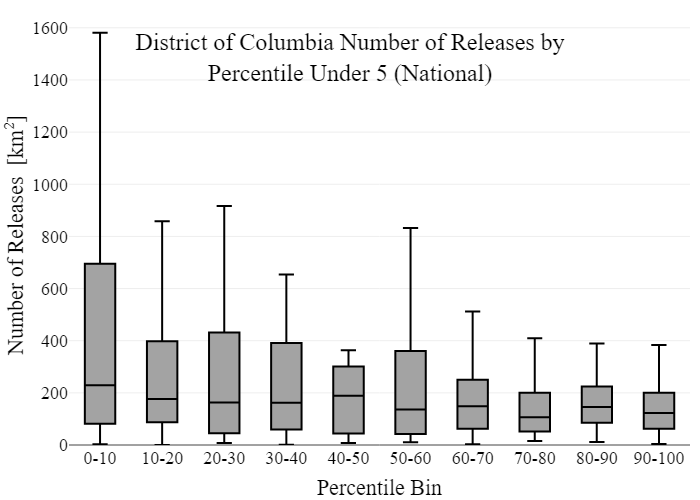 District of Columbia Number of Releases by
Percentile Under 5 (National)
Number of Releases [km²]
1600
1400
1200
1000
800
600
400
200
0
0-10 10-20 20-30 30-40 40-50 50-60 60-70 70-80 80-90 90-100
Percentile Bin